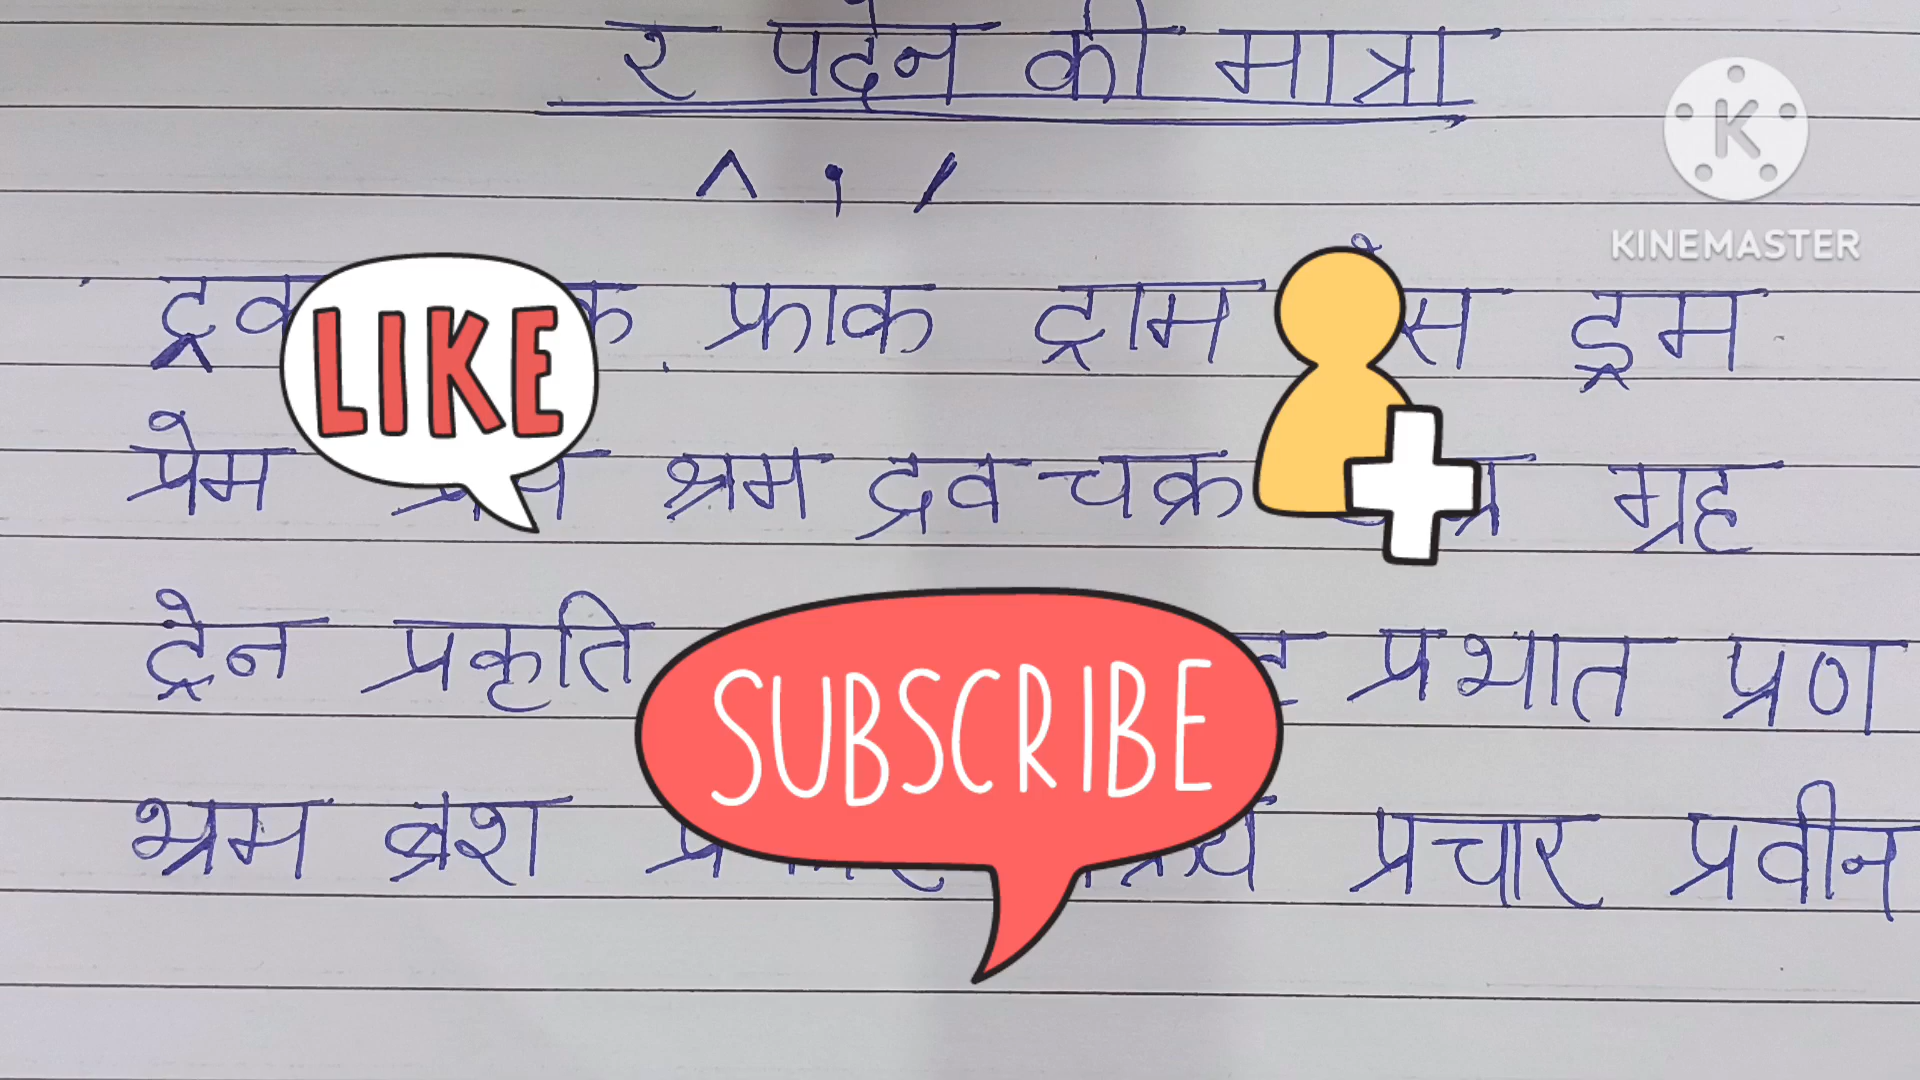 र पदेन की मात्रा
^ , /
फ्राक ट्राम ड्रम
प्रेम श्रम द्रव चक्र ग्रह
ट्रेन प्रकृति प्रभात प्रण
भ्रम ब्रश प्रचार प्रवीन
LIKE
SUBSCRIBE
K
KINEMASTER